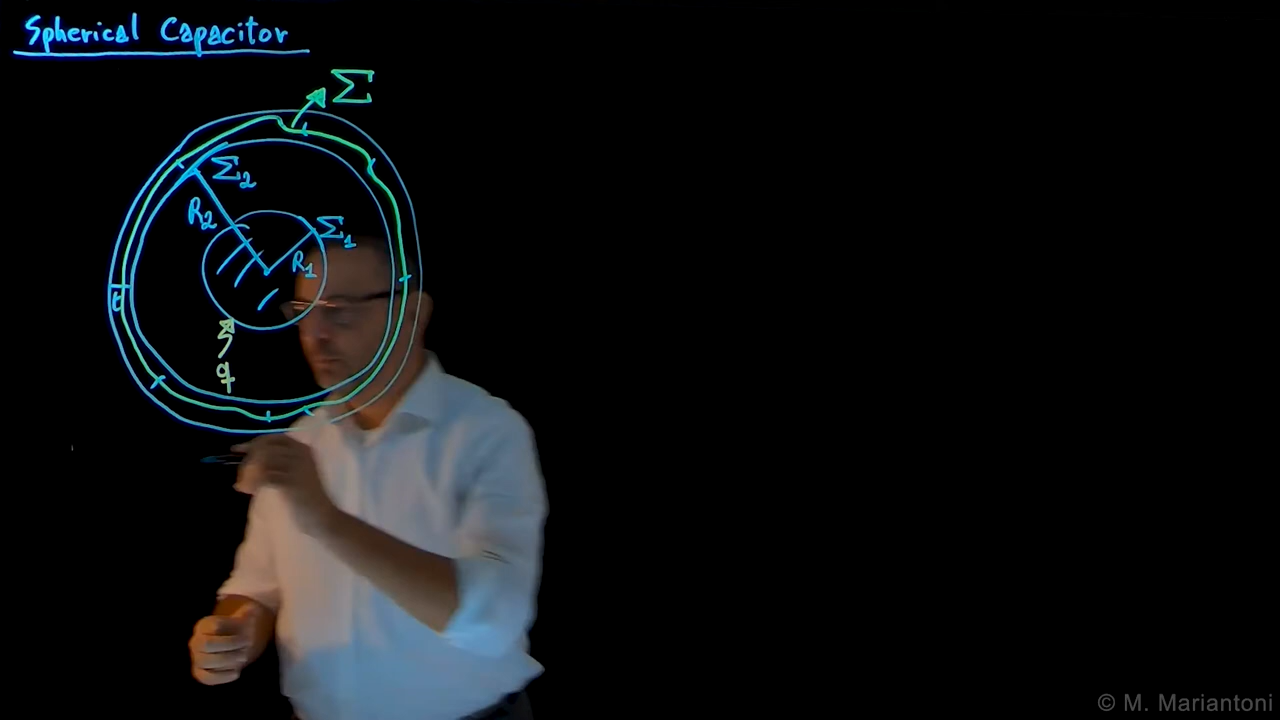 Spherical Capacitor
Σ
Σ₂
R₂
Σ₁
R₁
t
q
© M. Mariantoni